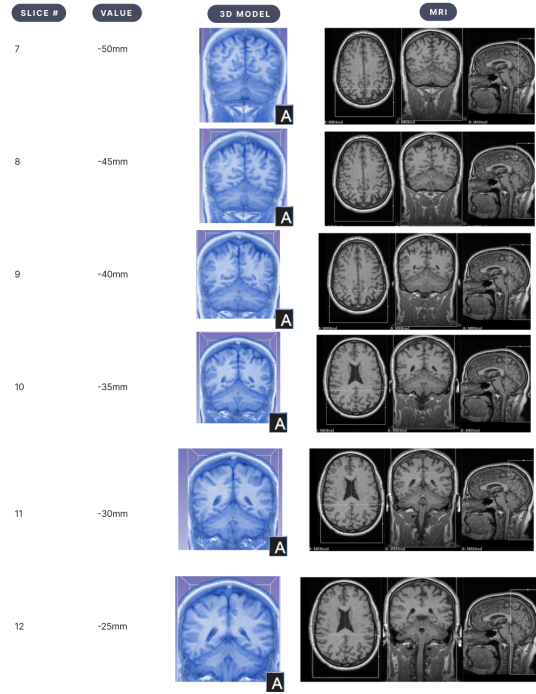 SLICE # VALUE 3D MODEL MRI
7 -50mm
A
8 -45mm
A
9 -40mm
A
10 -35mm
A
11 -30mm
A
12 -25mm
A